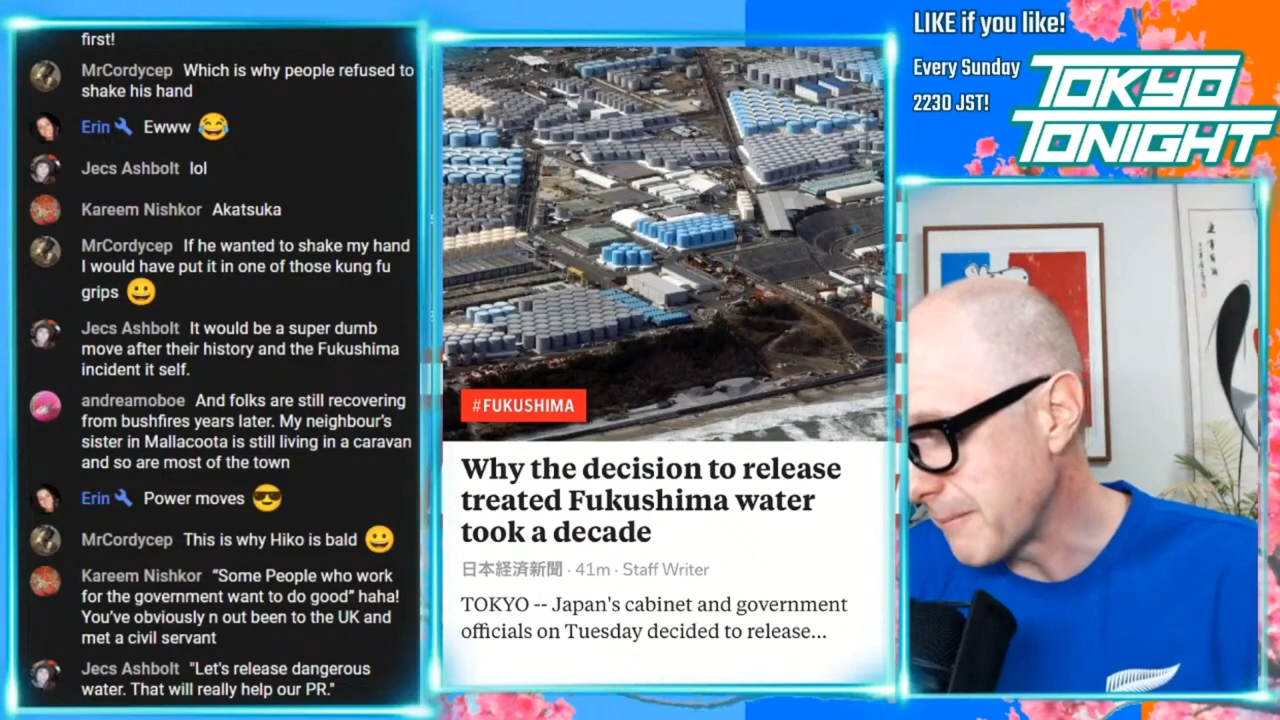 first!
MrCordycep Which is why people refused to
shake his hand
Erin Ewww
Jecs Ashbolt lol
Kareem Nishkor Akatsuka
MrCordycep If he wanted to shake my hand
I would have put it in one of those kung fu
grips
Jecs Ashbolt It would be a super dumb
move after their history and the Fukushima
incident it self.
andreamoboe And folks are still recovering
from bushfires years later. My neighbour's
sister in Mallacoota is still living in a caravan
and so are most of the town
Erin Power moves
MrCordycep This is why Hiko is bald
Kareem Nishkor “Some People who work
for the government want to do good” haha!
You've obviously n out been to the UK and
met a civil servant
Jecs Ashbolt "Let's release dangerous
water. That will really help our PR."
#FUKUSHIMA
Why the decision to release
treated Fukushima water
took a decade
日本経済新聞 · 41m · Staff Writer
TOKYO -- Japan's cabinet and government
officials on Tuesday decided to release...
LIKE if you like!
Every Sunday
2230 JST!
TOKYO
TONIGHT